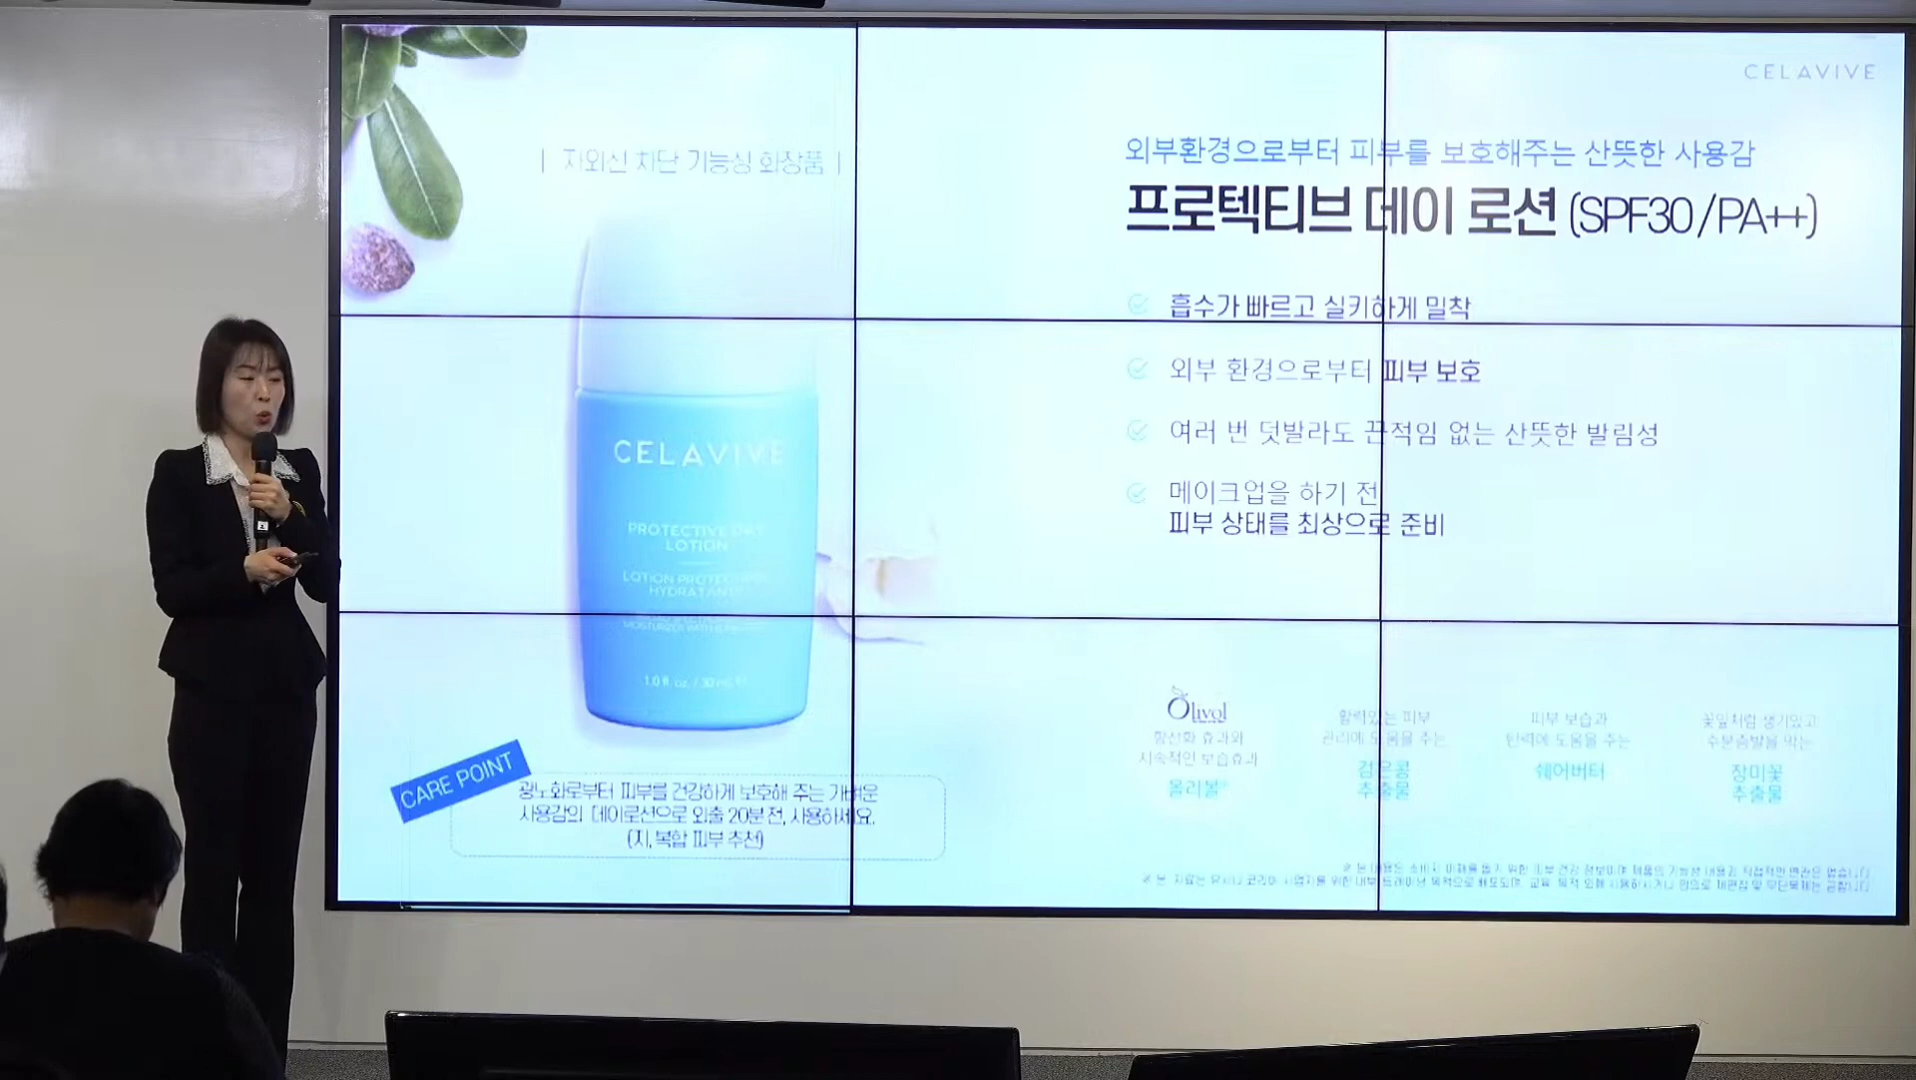 CELAVIVE
| 자외선 차단 기능성 화장품 |
외부환경으로부터 피부를 보호해주는 산뜻한 사용감
프로텍티브 데이 로션 (SPF30/PA++)
흡수가 빠르고 실키하게 밀착
외부 환경으로부터 피부 보호
여러 번 덧발라도 끈적임 없는 산뜻한 발림성
메이크업을 하기 전
피부 상태를 최상으로 준비
CELAVIVE
PROTECTIVE DAY
LOTION
LOTION PROTECTRICE
HYDRATANTE
1.0 fl. oz. / 30 mL
CARE POINT
광노화로부터 피부를 건강하게 보호해 주는 가벼운
사용감의 데이로션으로 외출 20분 전, 사용하세요.
(지, 복합 피부 추천)
Olivol
항산화 효과와
지속적인 보습효과
올리볼
활력있는 피부
관리에 도움을 주는
검은콩
추출물
피부 보습과
탄력에 도움을 주는
쉐어버터
꽃잎처럼 생기있고
수분증발을 막는
장미꽃
추출물